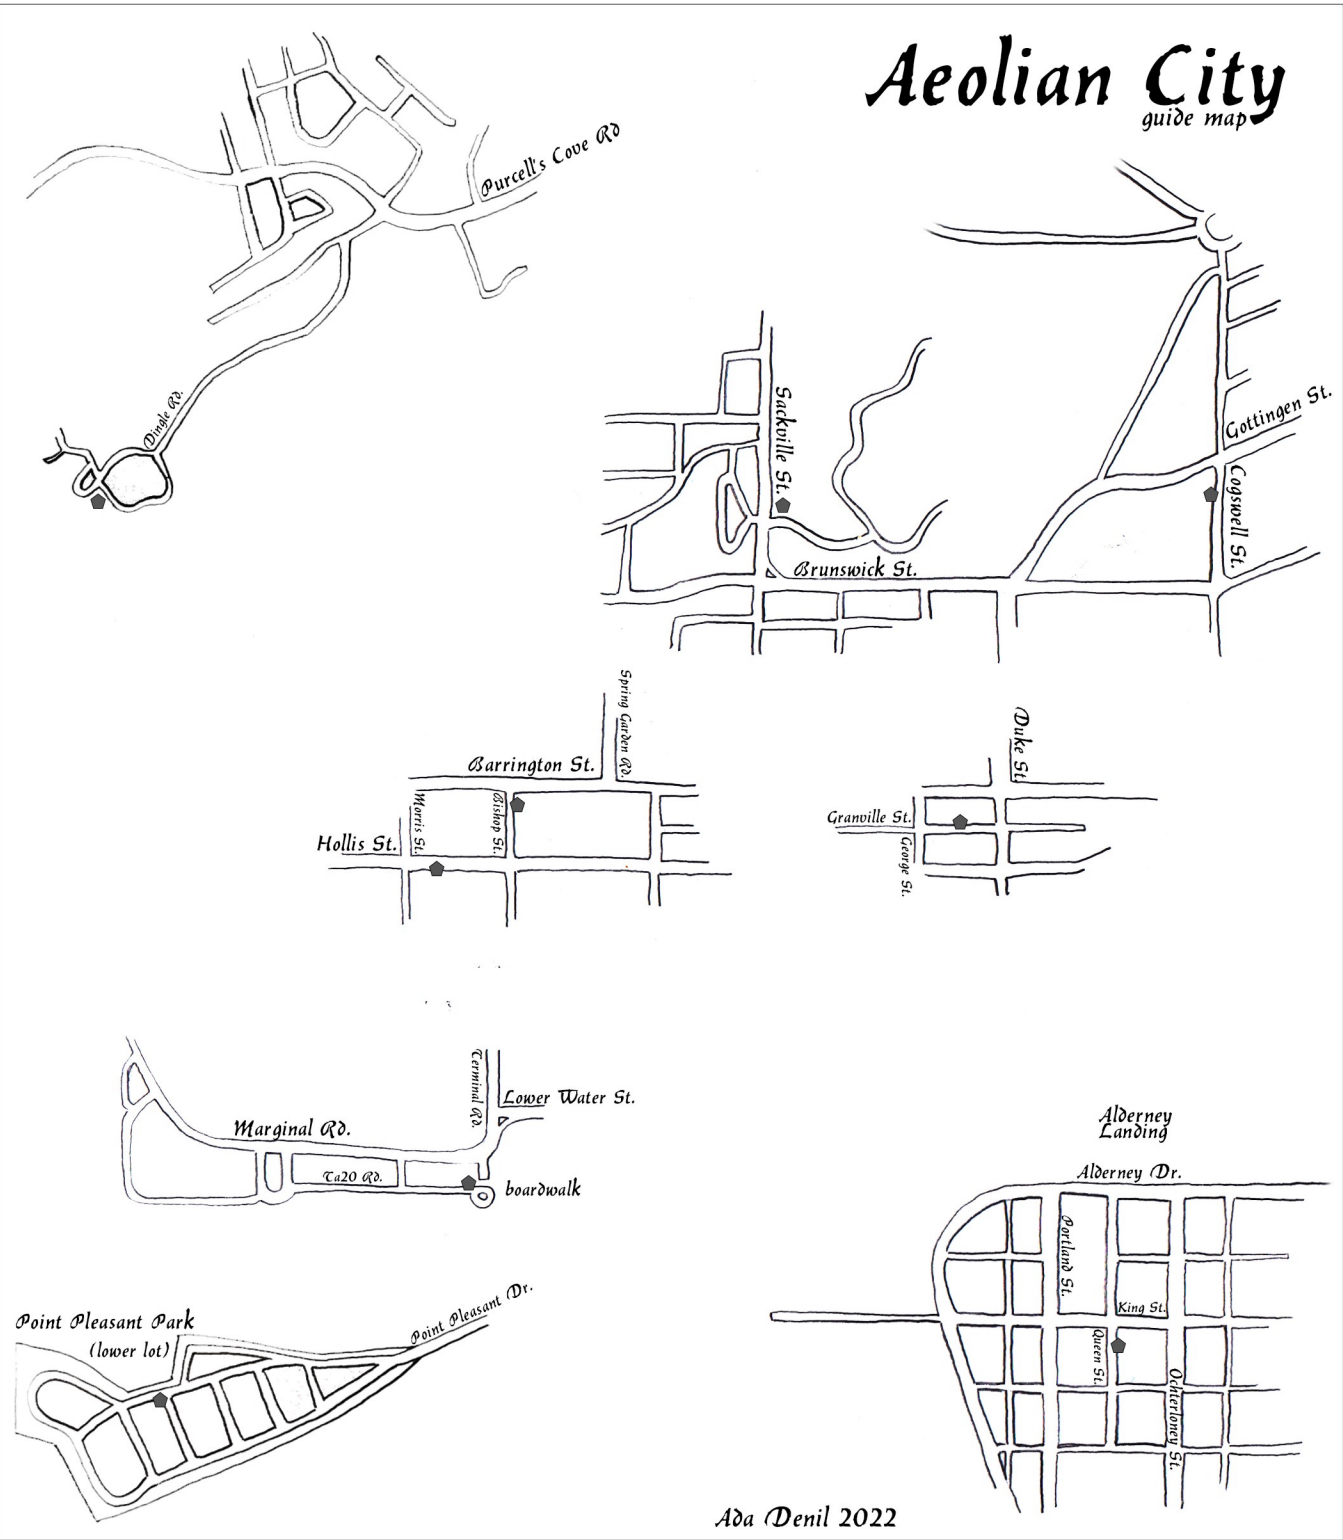 Aeolian City
guide map
Purcell's Cove Rd
Dingle Rd.
Sackville St.
Gottingen St.
Cogswell St.
Brunswick St.
Spring Garden Rd.
Barrington St.
Morris St.
Bishop St.
Hollis St.
Duke St.
Granville St.
George St.
Terminal Rd.
Lower Water St.
Marginal Rd.
Ta20 Rd.
boardwalk
Alderney
Landing
Alderney Dr.
Portland St.
King St.
Queen St.
Ochterloney St.
Point Pleasant Park
(lower lot)
Point Pleasant Dr.
Ada Denil 2022